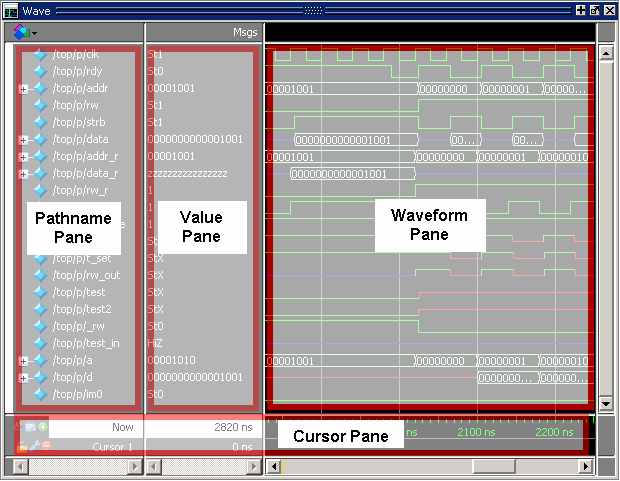 Wave
Msgs
/top/p/clk St1
/top/p/rdy St0
/top/p/addr 00001001 00001001 00000000 00000001 00000...
/top/p/rw St1
/top/p/strb St1
/top/p/data 0000000000001001 0000000000001001 00... 00...
/top/p/addr_r 00001001 00001001 00000000 00000001 00000010
/top/p/data_r zzzzzzzzzzzzzzzz 0000000000001001
/top/p/rw_r 1
Pathname Pane
Value Pane
Waveform Pane
/top/p/t_set StX
/top/p/rw_out StX
/top/p/test StX
/top/p/test2 StX
/top/p/_rw St0
/top/p/test_in HiZ
/top/p/a 00001010 00001001 00000000 00000001 00000010
/top/p/d 0000000000001001 000000... 000000...
/top/p/im0 St0
Now 2820 ns
Cursor Pane
2100 ns 2200 ns
Cursor 1 0 ns